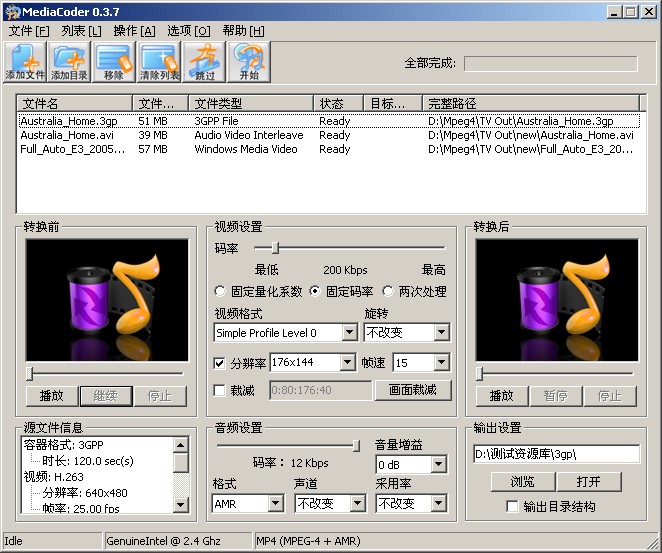 MediaCoder 0.3.7
文件 [F] 列表 [L] 操作 [A] 选项 [O] 帮助 [H]
添加文件 添加目录 移除 清除列表 跳过 开始
全部完成:
文件名 文件... 文件类型 状态 目标... 完整路径
Australia_Home.3gp 51 MB 3GPP File Ready D:\Mpeg4\TV Out\Australia_Home.3gp
Australia_Home.avi 39 MB Audio Video Interleave Ready D:\Mpeg4\TV Out\new\Australia_Home.avi
Full_Auto_E3_2005... 57 MB Windows Media Video Ready D:\Mpeg4\TV Out\new\Full_Auto_E3_20...
转换前
播放 继续 停止
视频设置
码率
最低 200 Kbps 最高
固定量化系数 固定码率 两次处理
视频格式 旋转
Simple Profile Level 0 不改变
分辨率 176x144 帧速 15
裁减 0:80:176:40 画面裁减
转换后
播放 暂停 停止
源文件信息
容器格式: 3GPP
时长: 120.0 sec(s)
视频: H.263
分辨率: 640x480
帧率: 25.00 fps
音频设置
音量增益
码率： 12 Kbps 0 dB
格式 声道 采用率
AMR 不改变 不改变
输出设置
D:\测试资源库\3gp\
浏览 打开
输出目录结构
Idle GenuineIntel @ 2.4 Ghz MP4 (MPEG-4 + AMR)